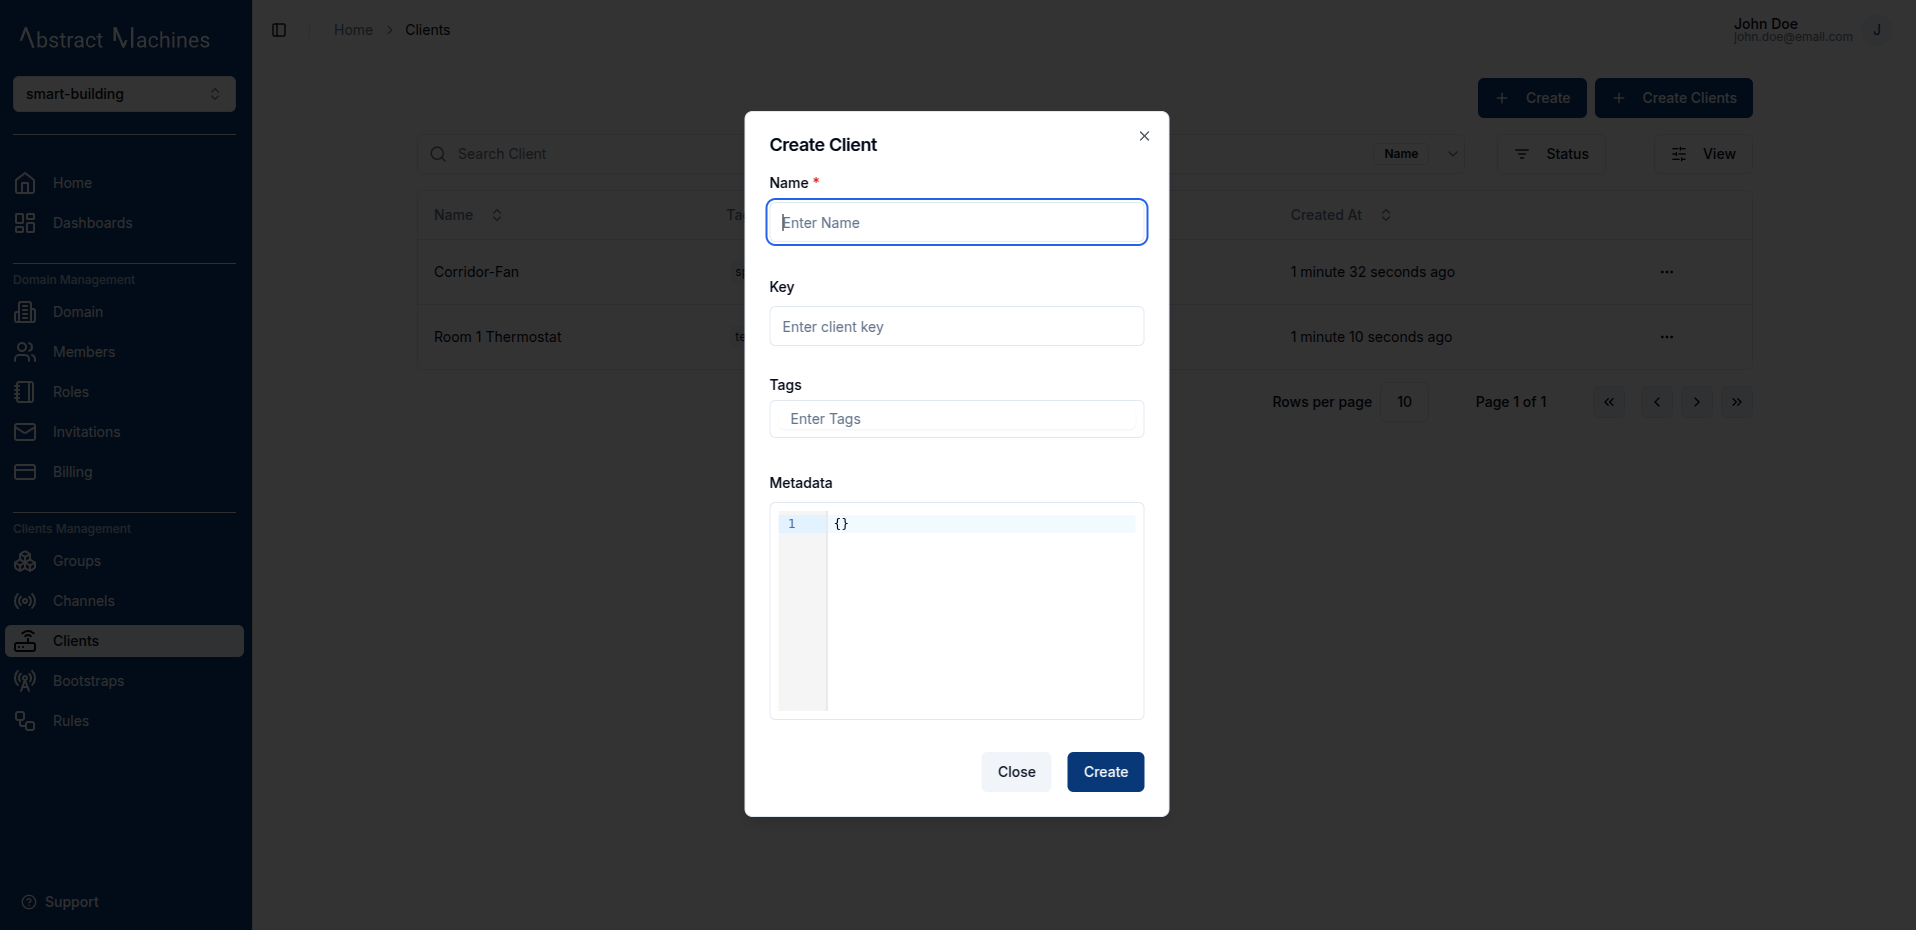 Abstract Machines
smart-building
Home
Dashboards
Domain Management
Domain
Members
Roles
Invitations
Billing
Clients Management
Groups
Channels
Clients
Bootstraps
Rules
Support
Home > Clients
John Doe
john.doe@email.com
J
+ Create
+ Create Clients
Search Client
Name
Status
View
Name
Created At
Corridor-Fan
1 minute 32 seconds ago
Room 1 Thermostat
1 minute 10 seconds ago
Rows per page 10
Page 1 of 1
Create Client
Name *
Enter Name
Key
Enter client key
Tags
Enter Tags
Metadata
1 {}
Close
Create